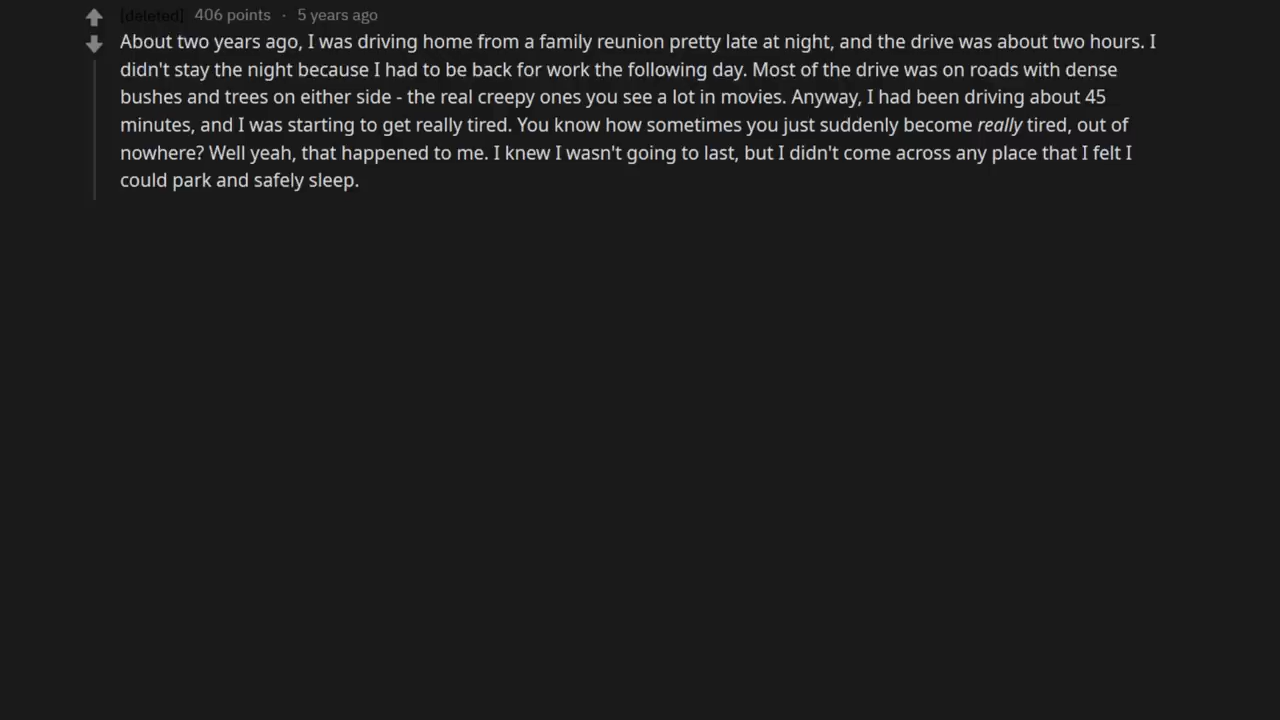 [deleted] 406 points · 5 years ago
About two years ago, I was driving home from a family reunion pretty late at night, and the drive was about two hours. I
didn't stay the night because I had to be back for work the following day. Most of the drive was on roads with dense
bushes and trees on either side - the real creepy ones you see a lot in movies. Anyway, I had been driving about 45
minutes, and I was starting to get really tired. You know how sometimes you just suddenly become really tired, out of
nowhere? Well yeah, that happened to me. I knew I wasn't going to last, but I didn't come across any place that I felt I
could park and safely sleep.